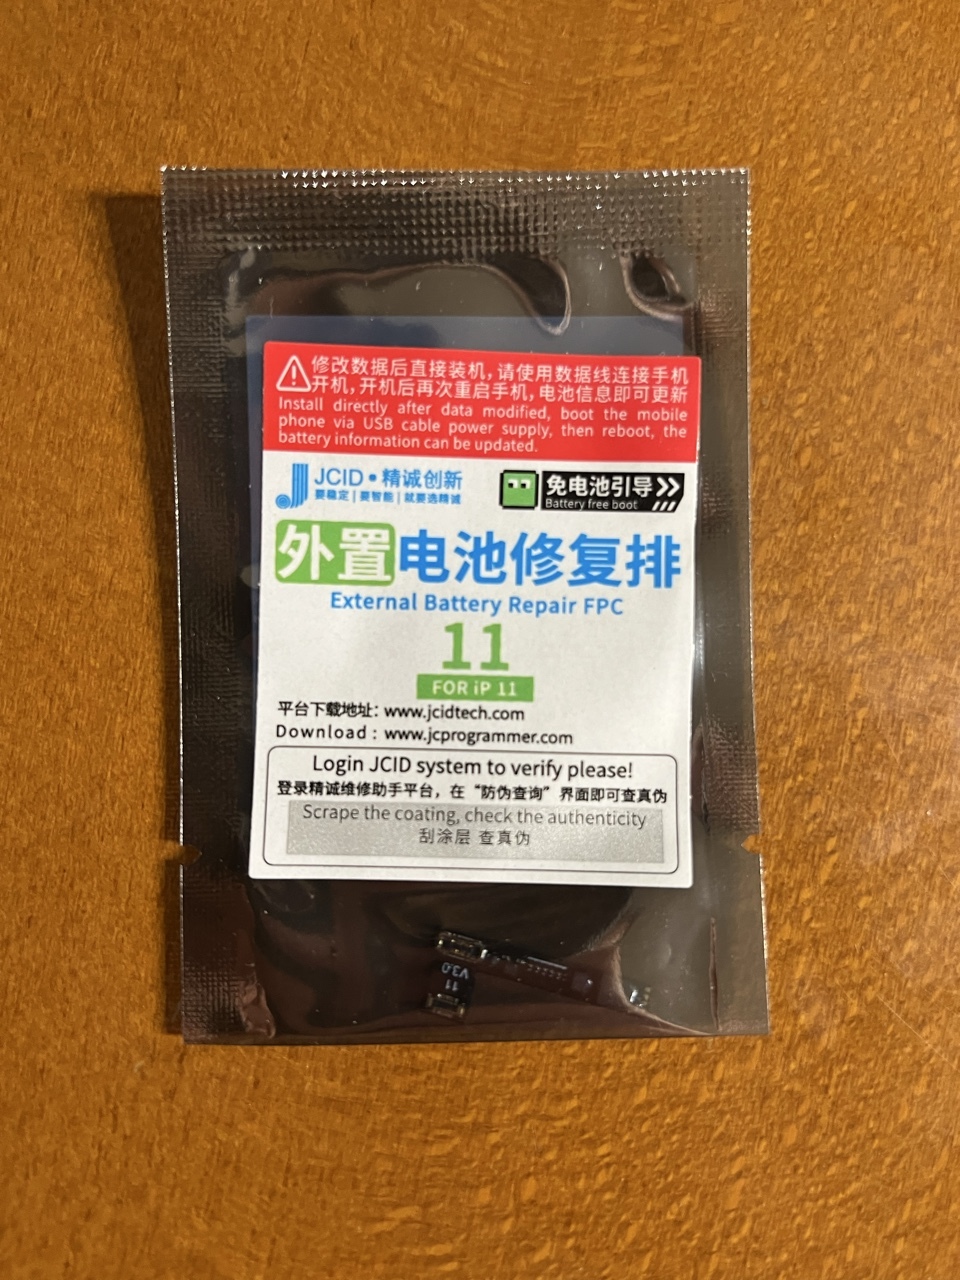 修改数据后直接装机，请使用数据线连接手机
开机，开机后再次重启手机，电池信息即可更新
Install directly after data modified, boot the mobile
phone via USB cable power supply, then reboot, the
battery information can be updated.
JCID•精诚创新
要稳定|要智能|就要选精诚
免电池引导
Battery free boot
外置电池修复排
External Battery Repair FPC
11
FOR iP 11
平台下载地址：www.jcidtech.com
Download：www.jcprogrammer.com
Login JCID system to verify please!
登录精诚维修助手平台，在“防伪查询”界面即可查真伪
Scrape the coating, check the authenticity
刮涂层 查真伪
11
V3.0